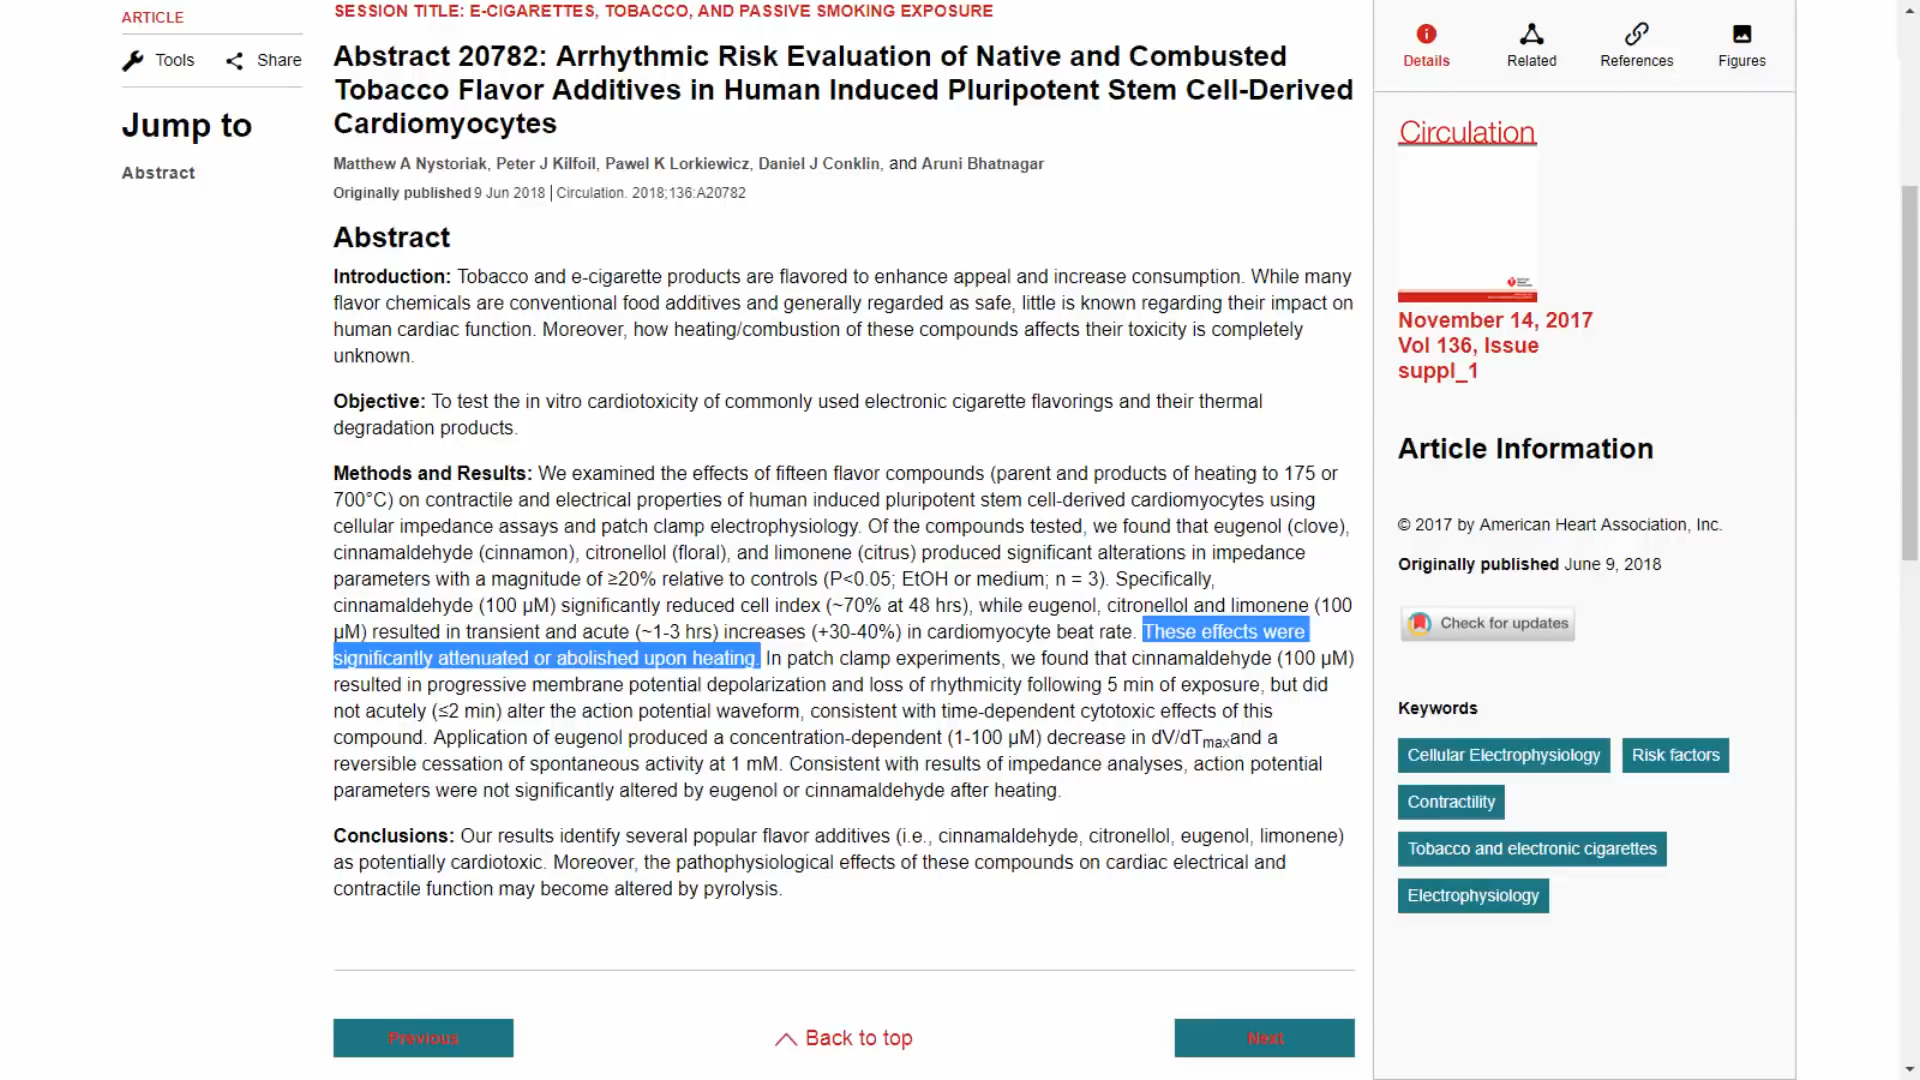 ARTICLE
Tools
Share
Jump to
Abstract
SESSION TITLE: E-CIGARETTES, TOBACCO, AND PASSIVE SMOKING EXPOSURE
Abstract 20782: Arrhythmic Risk Evaluation of Native and Combusted
Tobacco Flavor Additives in Human Induced Pluripotent Stem Cell-Derived
Cardiomyocytes
Matthew A Nystoriak, Peter J Kilfoil, Pawel K Lorkiewicz, Daniel J Conklin, and Aruni Bhatnagar
Originally published 9 Jun 2018 | Circulation. 2018;136:A20782
Abstract
Introduction: Tobacco and e-cigarette products are flavored to enhance appeal and increase consumption. While many
flavor chemicals are conventional food additives and generally regarded as safe, little is known regarding their impact on
human cardiac function. Moreover, how heating/combustion of these compounds affects their toxicity is completely
unknown.
Objective: To test the in vitro cardiotoxicity of commonly used electronic cigarette flavorings and their thermal
degradation products.
Methods and Results: We examined the effects of fifteen flavor compounds (parent and products of heating to 175 or
700°C) on contractile and electrical properties of human induced pluripotent stem cell-derived cardiomyocytes using
cellular impedance assays and patch clamp electrophysiology. Of the compounds tested, we found that eugenol (clove),
cinnamaldehyde (cinnamon), citronellol (floral), and limonene (citrus) produced significant alterations in impedance
parameters with a magnitude of ≥20% relative to controls (P<0.05; EtOH or medium; n = 3). Specifically,
cinnamaldehyde (100 μM) significantly reduced cell index (~70% at 48 hrs), while eugenol, citronellol and limonene (100
μM) resulted in transient and acute (~1-3 hrs) increases (+30-40%) in cardiomyocyte beat rate. These effects were
significantly attenuated or abolished upon heating. In patch clamp experiments, we found that cinnamaldehyde (100 μM)
resulted in progressive membrane potential depolarization and loss of rhythmicity following 5 min of exposure, but did
not acutely (≤2 min) alter the action potential waveform, consistent with time-dependent cytotoxic effects of this
compound. Application of eugenol produced a concentration-dependent (1-100 μM) decrease in dV/dTmaxand a
reversible cessation of spontaneous activity at 1 mM. Consistent with results of impedance analyses, action potential
parameters were not significantly altered by eugenol or cinnamaldehyde after heating.
Conclusions: Our results identify several popular flavor additives (i.e., cinnamaldehyde, citronellol, eugenol, limonene)
as potentially cardiotoxic. Moreover, the pathophysiological effects of these compounds on cardiac electrical and
contractile function may become altered by pyrolysis.
Previous
Back to top
Next
Details
Related
References
Figures
Circulation
November 14, 2017
Vol 136, Issue
suppl_1
Article Information
© 2017 by American Heart Association, Inc.
Originally published June 9, 2018
Check for updates
Keywords
Cellular Electrophysiology
Risk factors
Contractility
Tobacco and electronic cigarettes
Electrophysiology